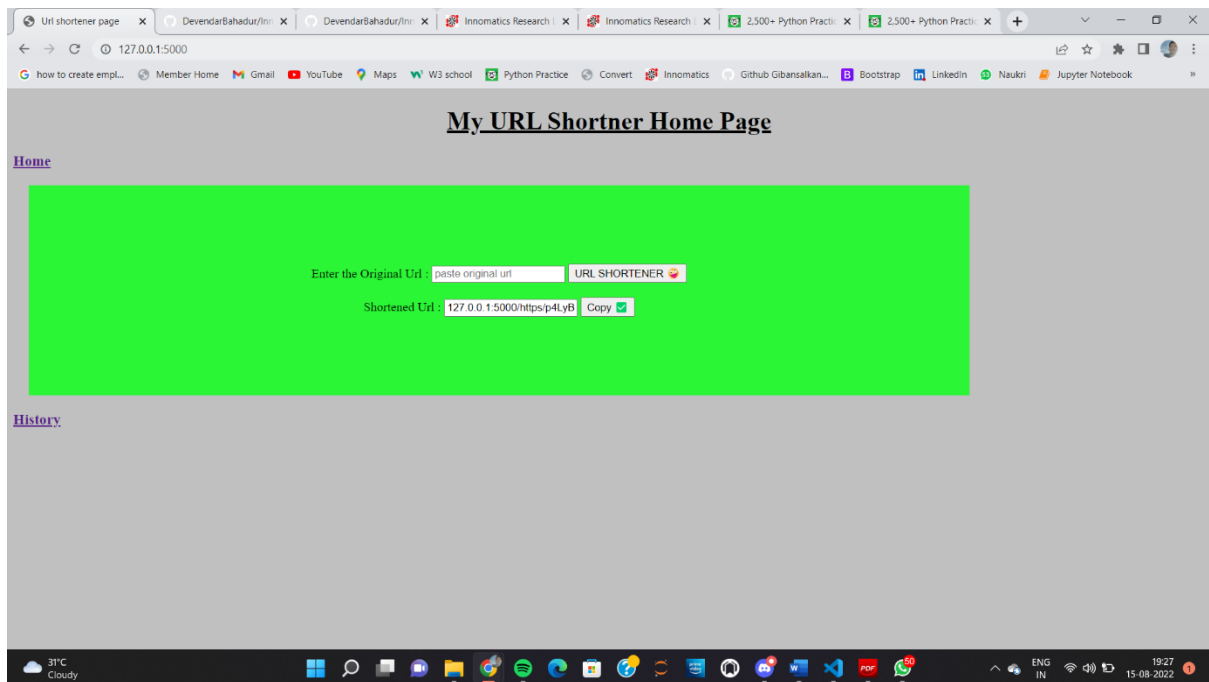 Url shortener page DevendarBahadur/Inn DevendarBahadur/Inn Innomatics Research L Innomatics Research L 2,500+ Python Practic 2,500+ Python Practic
127.0.0.1:5000
how to create empl... Member Home Gmail YouTube Maps W3 school Python Practice Convert Innomatics Github Gibansalkan... Bootstrap LinkedIn Naukri Jupyter Notebook
My URL Shortner Home Page
Home
Enter the Original Url : paste original url URL SHORTENER 😜
Shortened Url : 127.0.0.1:5000/https/p4LyB Copy ✅
History
31°C ENG 19:27
Cloudy PDF 50 IN 15-08-2022 1